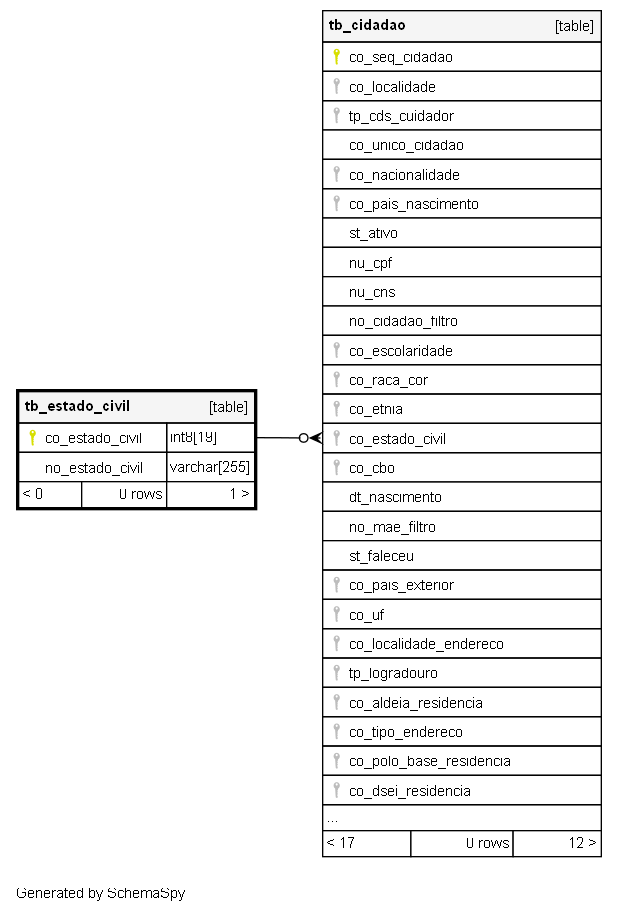 tb_cidadao [table]
co_seq_cidadao
co_localidade
tp_cds_cuidador
co_unico_cidadao
co_nacionalidade
co_pais_nascimento
st_ativo
nu_cpf
nu_cns
no_cidadao_filtro
co_escolaridade
co_raca_cor
co_etnia
co_estado_civil
co_cbo
dt_nascimento
no_mae_filtro
st_faleceu
co_pais_exterior
co_uf
co_localidade_endereco
tp_logradouro
co_aldeia_residencia
co_tipo_endereco
co_polo_base_residencia
co_dsei_residencia
...
< 17 0 rows 12 >
tb_estado_civil [table]
co_estado_civil int8[19]
no_estado_civil varchar[255]
< 0 0 rows 1 >
Generated by SchemaSpy